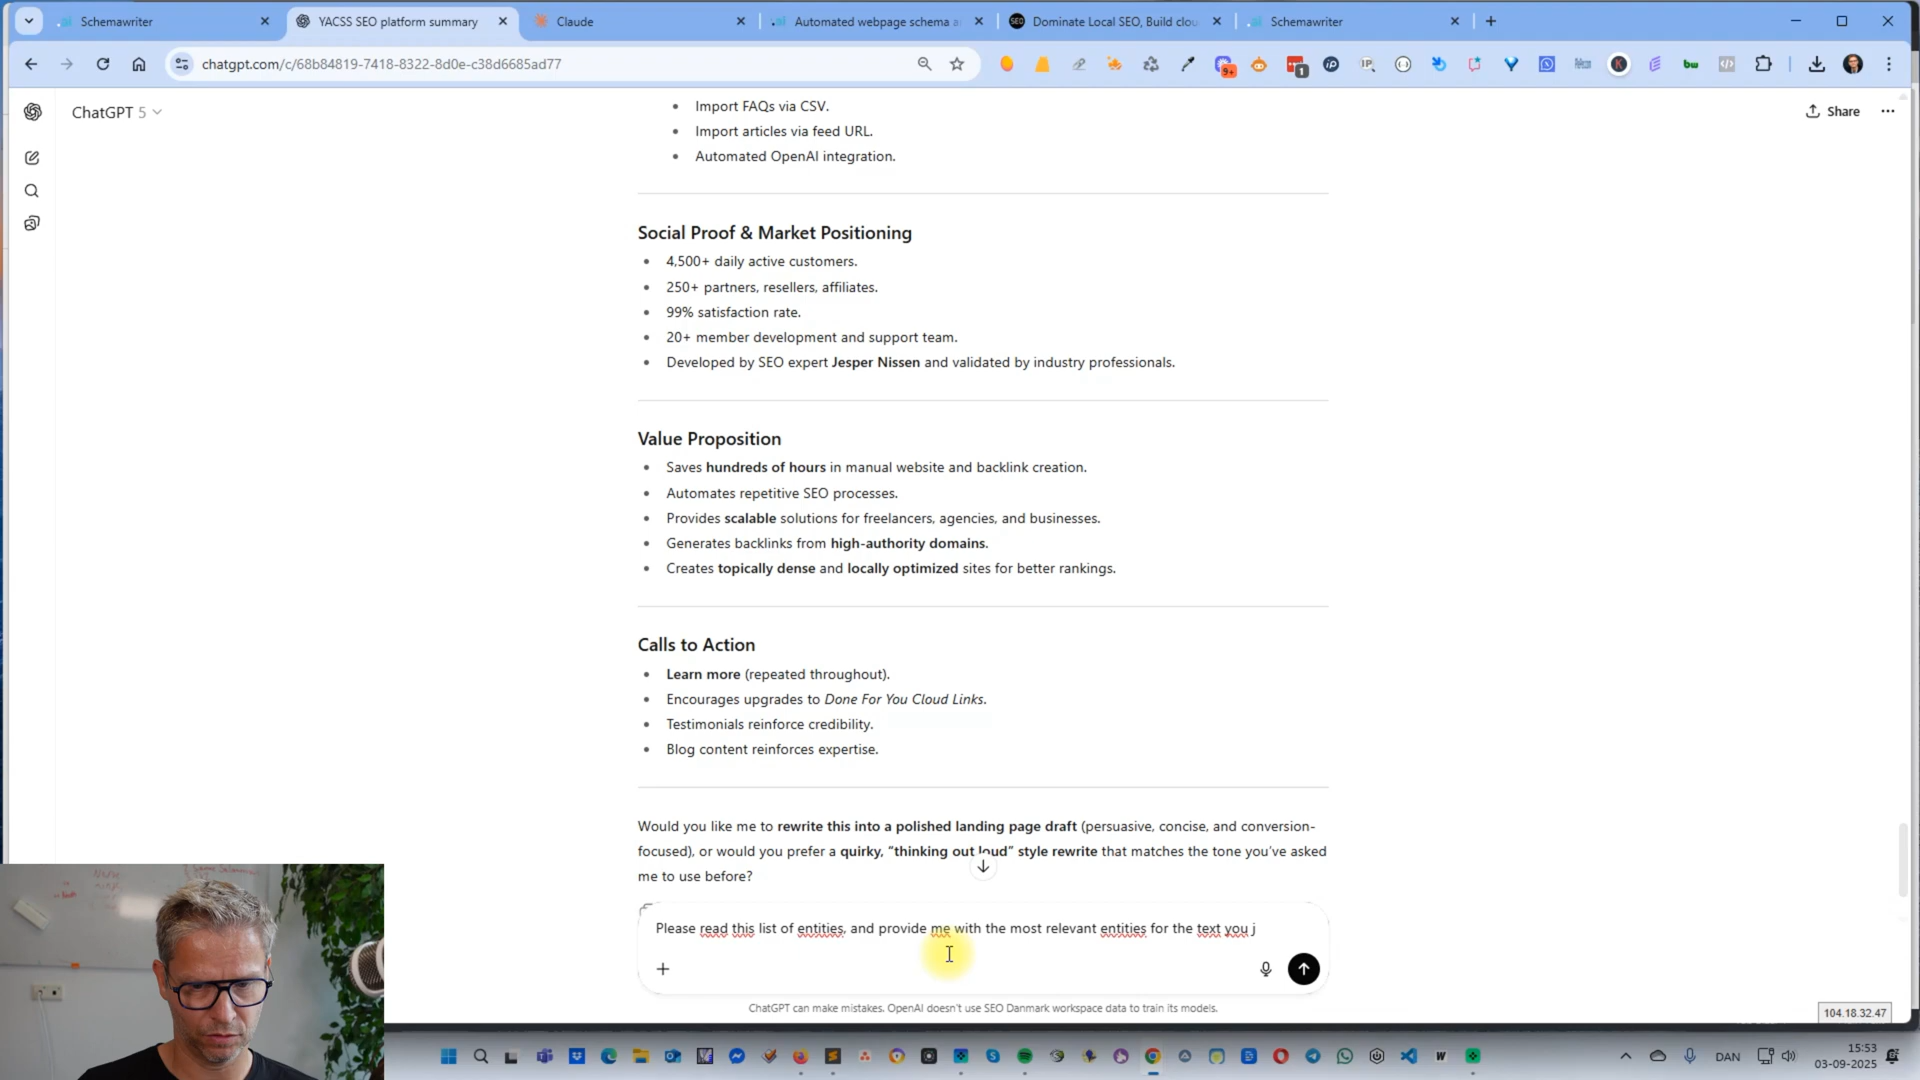 Schemawriter
YACSS SEO platform summary
Claude
Automated webpage schema a
Dominate Local SEO, Build clou
Schemawriter
chatgpt.com/c/68b84819-7418-8322-8d0e-c38d6685ad77
ChatGPT 5
Share
Import FAQs via CSV.
Import articles via feed URL.
Automated OpenAI integration.
Social Proof & Market Positioning
4,500+ daily active customers.
250+ partners, resellers, affiliates.
99% satisfaction rate.
20+ member development and support team.
Developed by SEO expert Jesper Nissen and validated by industry professionals.
Value Proposition
Saves hundreds of hours in manual website and backlink creation.
Automates repetitive SEO processes.
Provides scalable solutions for freelancers, agencies, and businesses.
Generates backlinks from high-authority domains.
Creates topically dense and locally optimized sites for better rankings.
Calls to Action
Learn more (repeated throughout).
Encourages upgrades to Done For You Cloud Links.
Testimonials reinforce credibility.
Blog content reinforces expertise.
Would you like me to rewrite this into a polished landing page draft (persuasive, concise, and conversion-
focused), or would you prefer a quirky, “thinking out loud” style rewrite that matches the tone you've asked
me to use before?
Please read this list of entities, and provide me with the most relevant entities for the text you j
ChatGPT can make mistakes. OpenAI doesn't use SEO Danmark workspace data to train its models.
104.18.32.47
DAN
15:53
03-09-2025